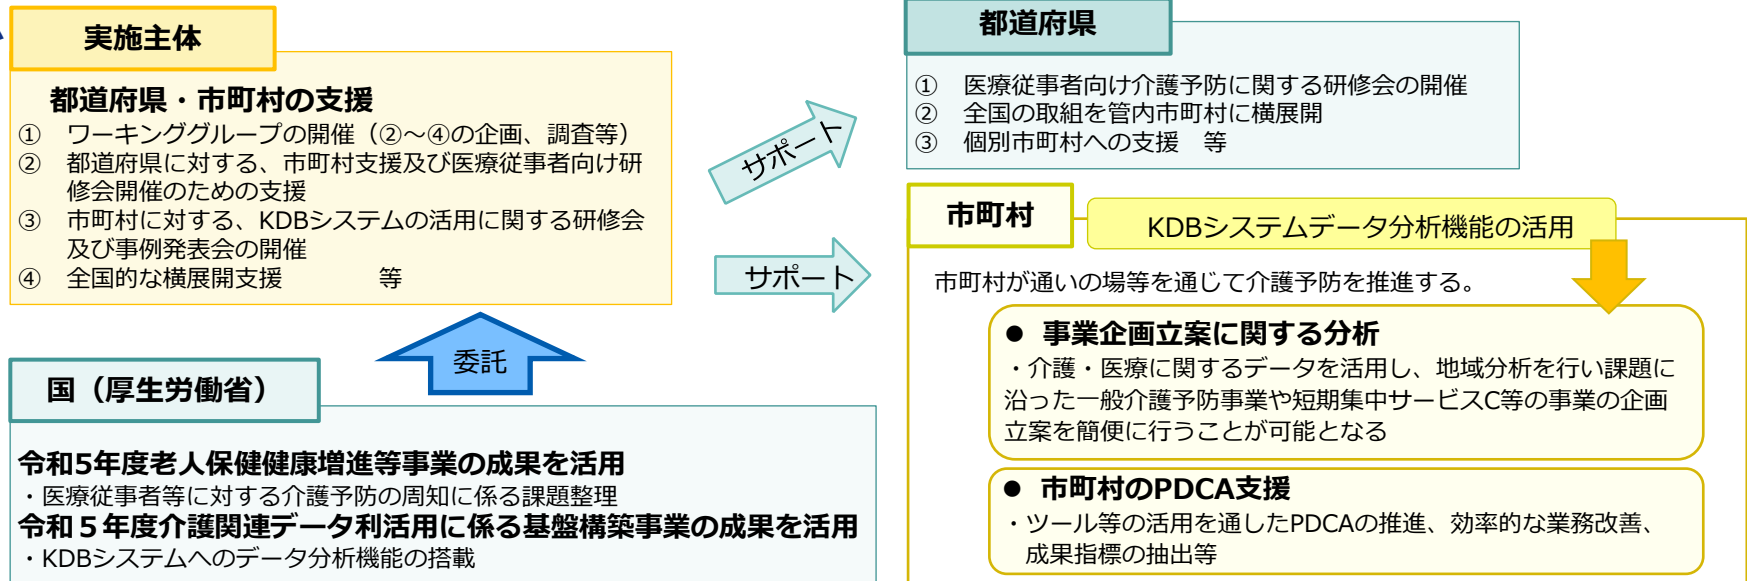 実施主体
都道府県・市町村の支援
① ワーキンググループの開催（②～④の企画、調査等）
② 都道府県に対する、市町村支援及び医療従事者向け研
修会開催のための支援
③ 市町村に対する、KDBシステムの活用に関する研修会
及び事例発表会の開催
④ 全国的な横展開支援 等
委託
国（厚生労働省）
令和5年度老人保健健康増進等事業の成果を活用
・医療従事者等に対する介護予防の周知に係る課題整理
令和５年度介護関連データ利活用に係る基盤構築事業の成果を活用
・KDBシステムへのデータ分析機能の搭載
サポート
サポート
都道府県
① 医療従事者向け介護予防に関する研修会の開催
② 全国の取組を管内市町村に横展開
③ 個別市町村への支援 等
市町村
KDBシステムデータ分析機能の活用
市町村が通いの場等を通じて介護予防を推進する。
● 事業企画立案に関する分析
・介護・医療に関するデータを活用し、地域分析を行い課題に
沿った一般介護予防事業や短期集中サービスC等の事業の企画
立案を簡便に行うことが可能となる
● 市町村のPDCA支援
・ツール等の活用を通したPDCAの推進、効率的な業務改善、
成果指標の抽出等